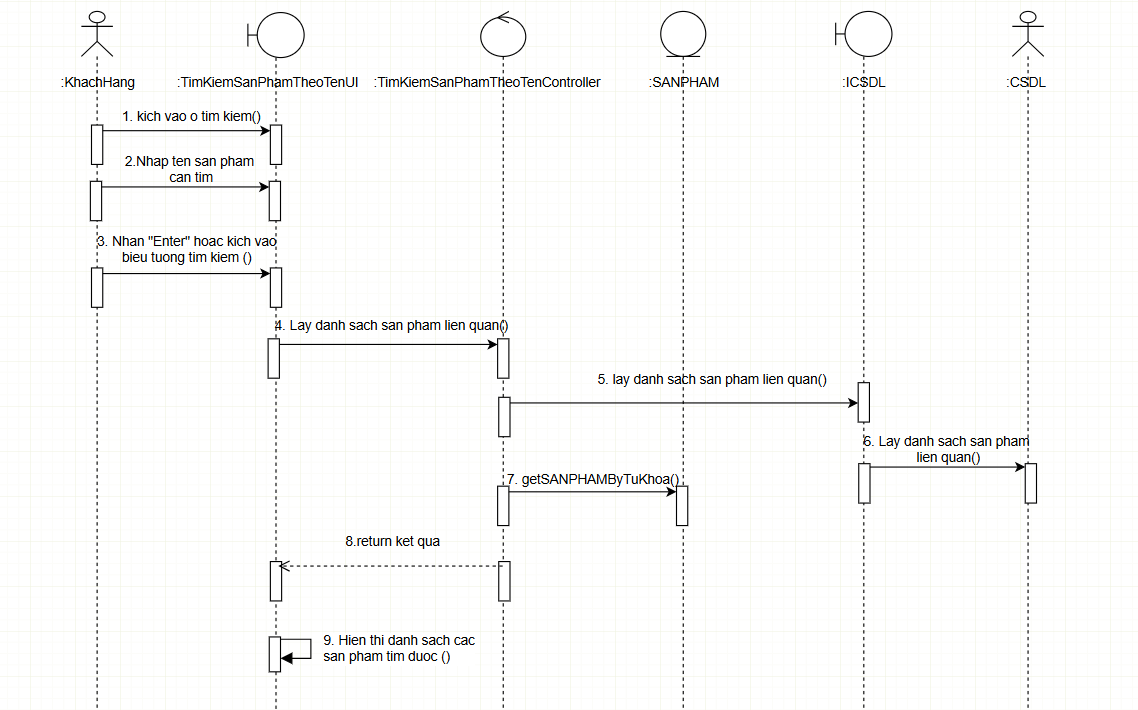 :KhachHang
:TimKiemSanPhamTheoTenUI
:TimKiemSanPhamTheoTenController
:SANPHAM
:ICSDL
:CSDL
1. kich vao o tim kiem()
2.Nhap ten san pham
can tim
3. Nhan "Enter" hoac kich vao
bieu tuong tim kiem ()
4. Lay danh sach san pham lien quan()
5. lay danh sach san pham lien quan()
6. Lay danh sach san pham
lien quan()
7. getSANPHAMByTuKhoa()
8.return ket qua
9. Hien thi danh sach cac
san pham tim duoc ()